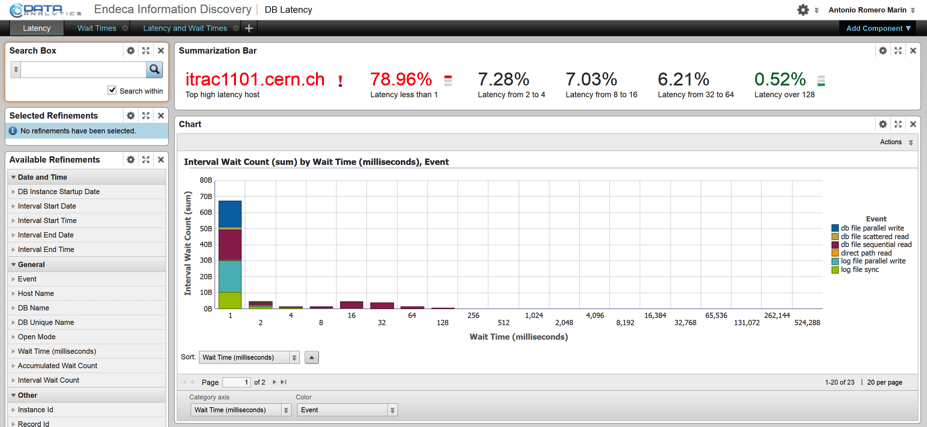 DATA ANALYTICS Endeca Information Discovery DB Latency Antonio Romero Marin
Latency Wait Times Latency and Wait Times + Add Component
Search Box
Search within
Selected Refinements
No refinements have been selected.
Available Refinements
Date and Time
DB Instance Startup Date
Interval Start Date
Interval Start Time
Interval End Date
Interval End Time
General
Event
Host Name
DB Name
DB Unique Name
Open Mode
Wait Time (milliseconds)
Accumulated Wait Count
Interval Wait Count
Other
Instance Id
Record Id
Summarization Bar
itrac1101.cern.ch ! 78.96% 7.28% 7.03% 6.21% 0.52%
Top high latency host Latency less than 1 Latency from 2 to 4 Latency from 8 to 16 Latency from 32 to 64 Latency over 128
Chart
Actions
Interval Wait Count (sum) by Wait Time (milliseconds), Event
Interval Wait Count (sum)
80B
70B
60B
50B
40B
30B
20B
10B
0B
1 4 16 64 256 1,024 4,096 16,384 65,536 262,144
2 8 32 128 512 2,048 8,192 32,768 131,072 524,288
Wait Time (milliseconds)
Event
db file parallel write
db file scattered read
db file sequential read
direct path read
log file parallel write
log file sync
Sort: Wait Time (milliseconds)
Page 1 of 2 1-20 of 23 | 20 per page
Category axis Color
Wait Time (milliseconds) Event